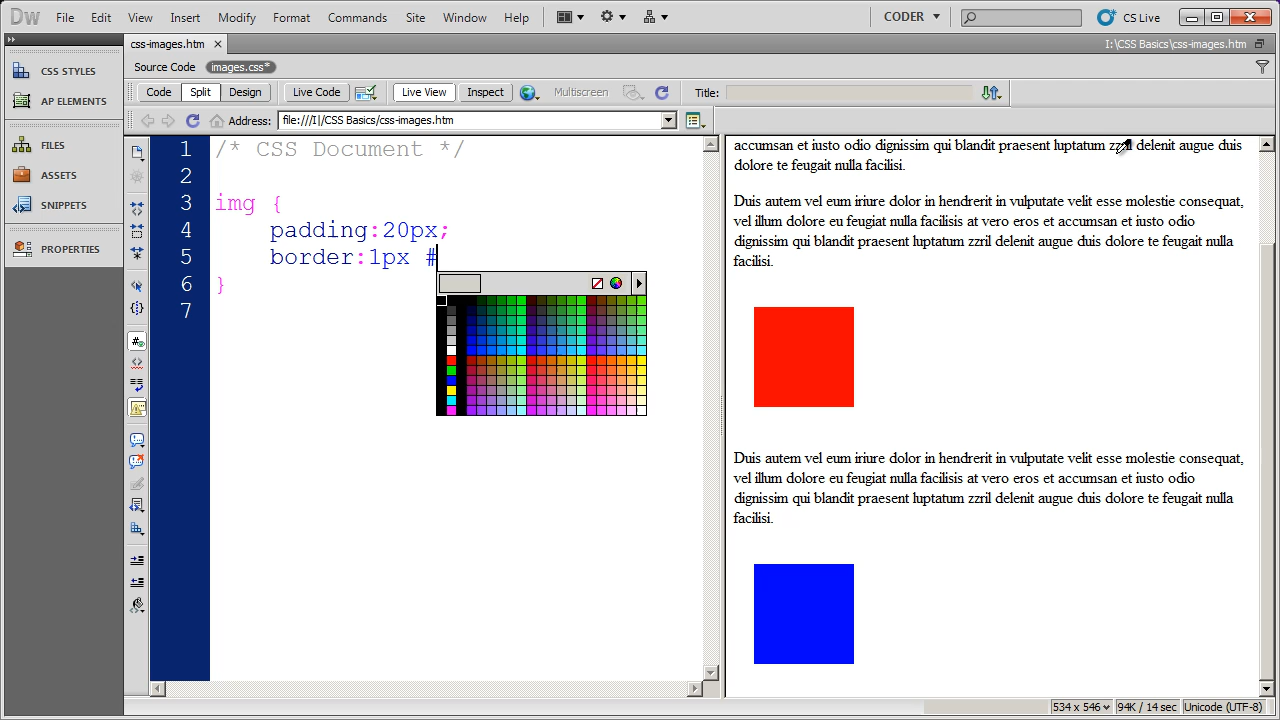 Dw File Edit View Insert Modify Format Commands Site Window Help CODER CS Live
css-images.htm I:\CSS Basics\css-images.htm
Source Code images.css*
Code Split Design Live Code Live View Inspect Multiscreen Title:
Address: file:///I|/CSS Basics/css-images.htm
CSS STYLES
AP ELEMENTS
FILES
ASSETS
SNIPPETS
PROPERTIES
1 /* CSS Document */
2
3 img {
4 padding:20px;
5 border:1px #
6 }
7
accumsan et iusto odio dignissim qui blandit praesent luptatum zzril delenit augue duis
dolore te feugait nulla facilisi.
Duis autem vel eum iriure dolor in hendrerit in vulputate velit esse molestie consequat,
vel illum dolore eu feugiat nulla facilisis at vero eros et accumsan et iusto odio
dignissim qui blandit praesent luptatum zzril delenit augue duis dolore te feugait nulla
facilisi.
Duis autem vel eum iriure dolor in hendrerit in vulputate velit esse molestie consequat,
vel illum dolore eu feugiat nulla facilisis at vero eros et accumsan et iusto odio
dignissim qui blandit praesent luptatum zzril delenit augue duis dolore te feugait nulla
facilisi.
534 x 546 94K / 14 sec Unicode (UTF-8)